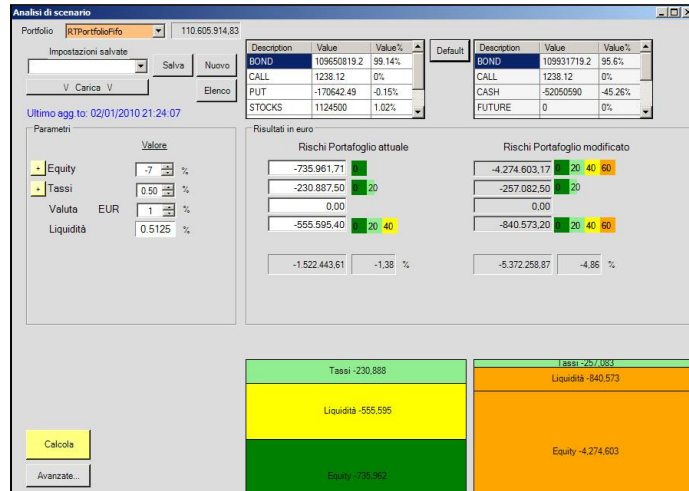 Analisi di scenario
Portfolio RTPortfolioFifo 110.605.914,83
Impostazioni salvate
Salva Nuovo
V Carica V Elenco
Ultimo agg.to: 02/01/2010 21:24:07
Description Value Value%
BOND 109650819.2 99.14%
CALL 1238.12 0%
PUT -170642.49 -0.15%
STOCKS 1124500 1.02%
Default
Description Value Value%
BOND 109931719.2 95.6%
CALL 1238.12 0%
CASH -52050590 -45.26%
FUTURE 0 0%
Parametri
Valore
+ Equity -7 %
+ Tassi 0.50 %
Valuta EUR 1 %
Liquidità 0.5125 %
Risultati in euro
Rischi Portafoglio attuale
-735.961,71 0
-230.887,50 0 20
0,00
-555.595,40 0 20 40
-1.522.443,61 -1,38 %
Rischi Portafoglio modificato
-4.274.603,17 0 20 40 60
-257.082,50 0 20
0,00
-840.573,20 0 20 40 60
-5.372.258,87 -4,86 %
Tassi -230,888
Liquidità -555,595
Equity -735,962
Tassi -257,083
Liquidità -840,573
Equity -4,274,603
Calcola
Avanzate...